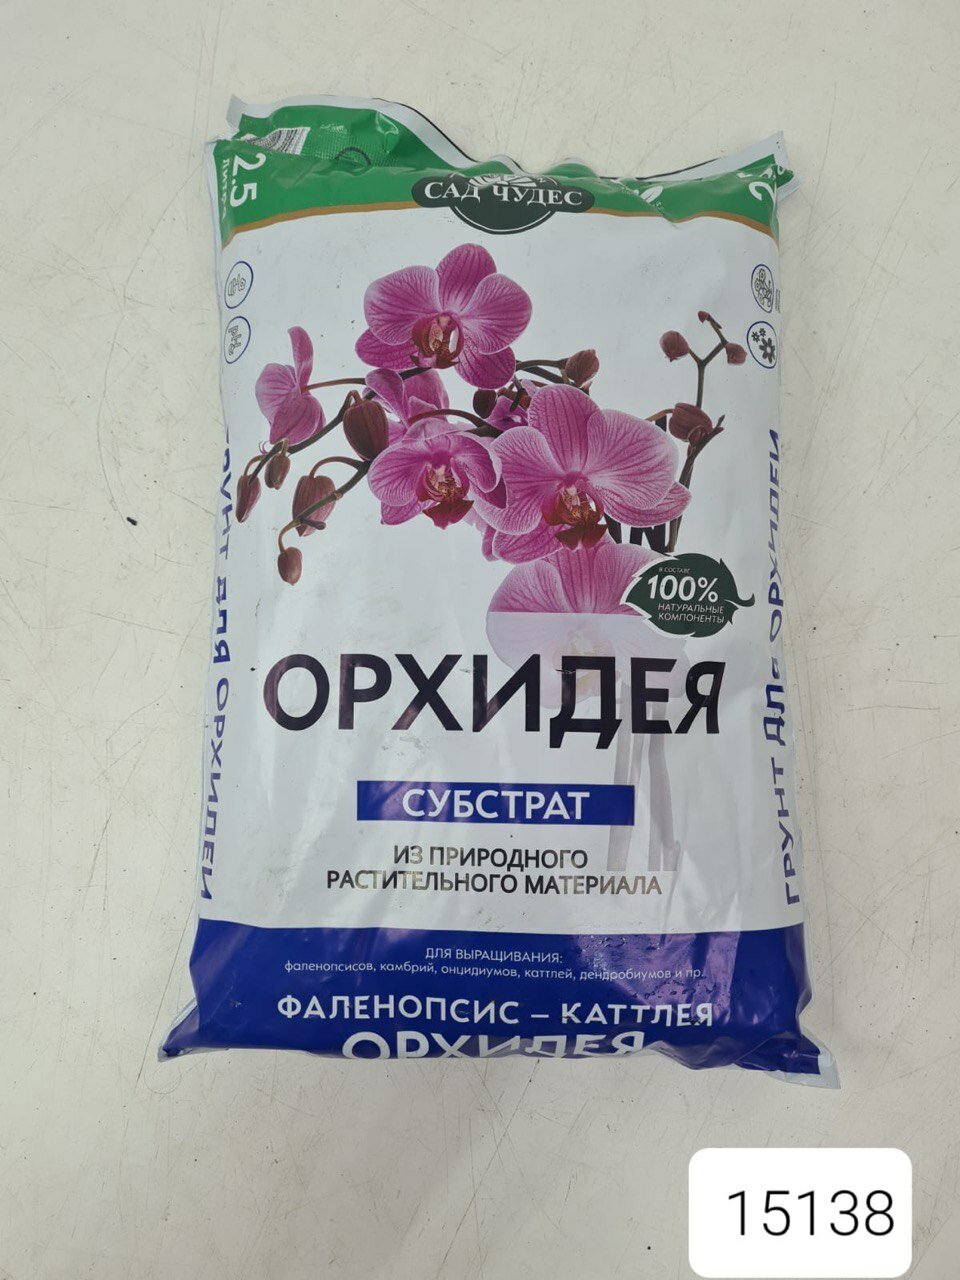 2.5
САД ЧУДЕС
В СОСТАВЕ
100%
НАТУРАЛЬНЫЕ
КОМПОНЕНТЫ
ОРХИДЕЯ
СУБСТРАТ
ИЗ ПРИРОДНОГО
РАСТИТЕЛЬНОГО МАТЕРИАЛА
ДЛЯ ВЫРАЩИВАНИЯ:
фаленопсисов, камбрий, онцидиумов, каттлей, дендробиумов и пр.
ФАЛЕНОПСИС – КАТТЛЕЯ
ОРХИДЕЯ
ГРУНТ ДЛЯ ОРХИДЕИ
ГРУНТ ДЛЯ ОРХИДЕИ
15138